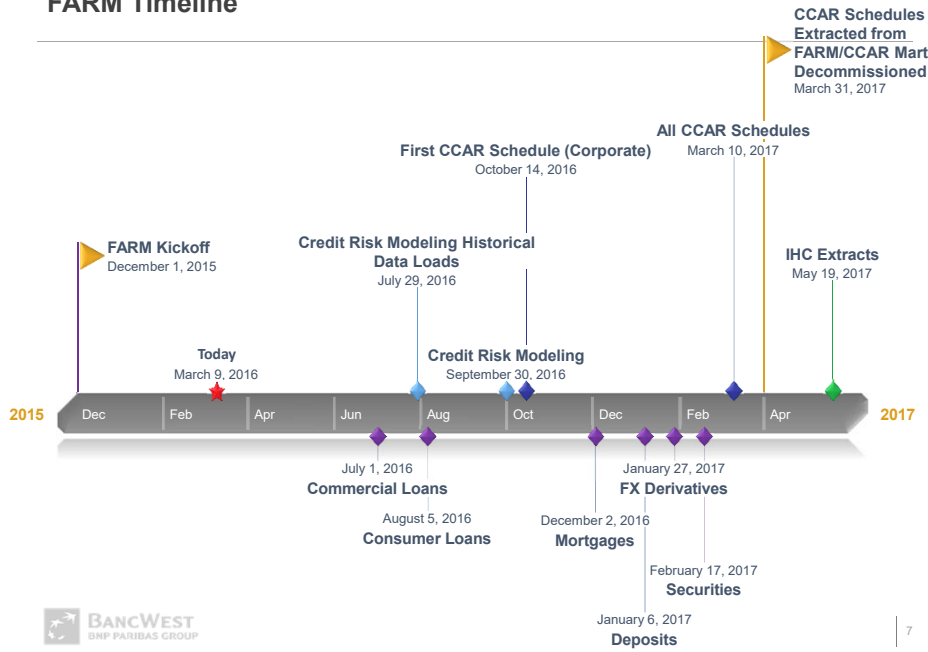 FARM Timeline
CCAR Schedules
Extracted from
FARM/CCAR Mart
Decommissioned
March 31, 2017
All CCAR Schedules
March 10, 2017
First CCAR Schedule (Corporate)
October 14, 2016
FARM Kickoff
December 1, 2015
Credit Risk Modeling Historical
Data Loads
July 29, 2016
IHC Extracts
May 19, 2017
Today
March 9, 2016
Credit Risk Modeling
September 30, 2016
2015
Dec
Feb
Apr
Jun
Aug
Oct
Dec
Feb
Apr
2017
July 1, 2016
Commercial Loans
January 27, 2017
FX Derivatives
August 5, 2016
Consumer Loans
December 2, 2016
Mortgages
February 17, 2017
Securities
January 6, 2017
Deposits
BANCWEST
BNP PARIBAS GROUP
7